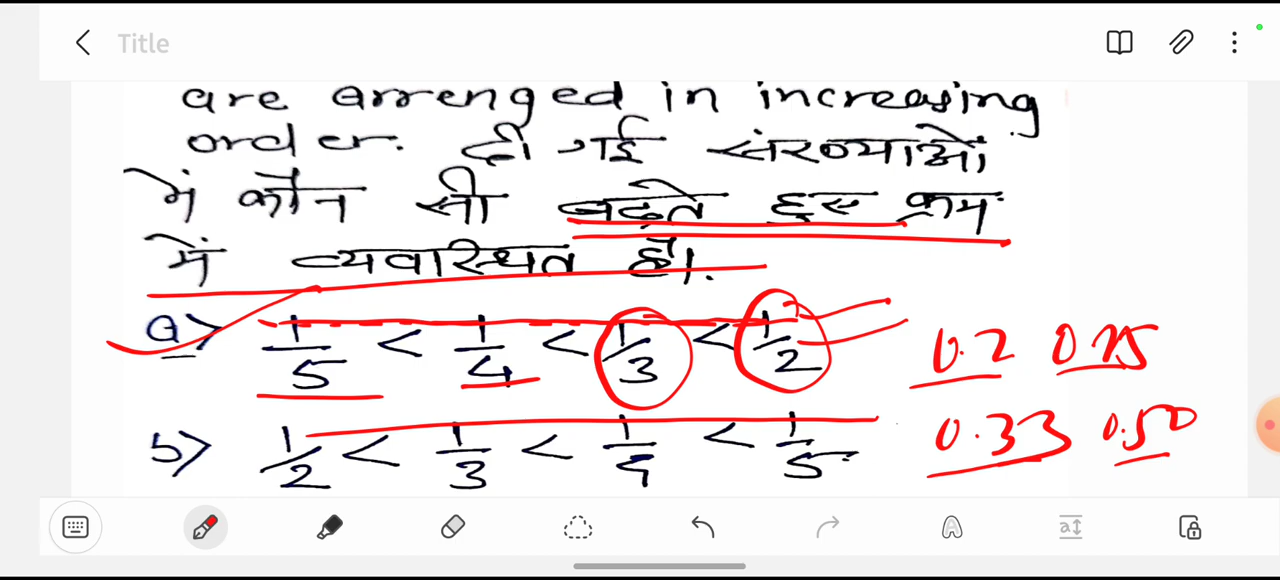 Title
are arrenged in increasing
order. दी गई संख्याओं
में कौन सी बढ़ते हुए क्रम
में व्यवस्थित है।.
a> 1/5 < 1/4 < 1/3 < 1/2
0.2 0.25
b> 1/2 < 1/3 < 1/4 < 1/5
0.33 0.50